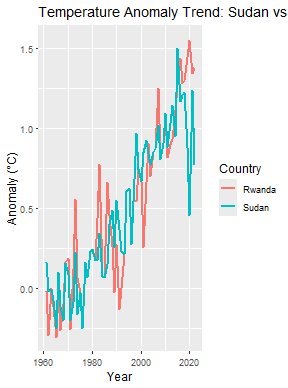 Temperature Anomaly Trend: Sudan vs
Anomaly (°C)
1.5
1.0
0.5
0.0
1960 1980 2000 2020
Year
Country
Rwanda
Sudan